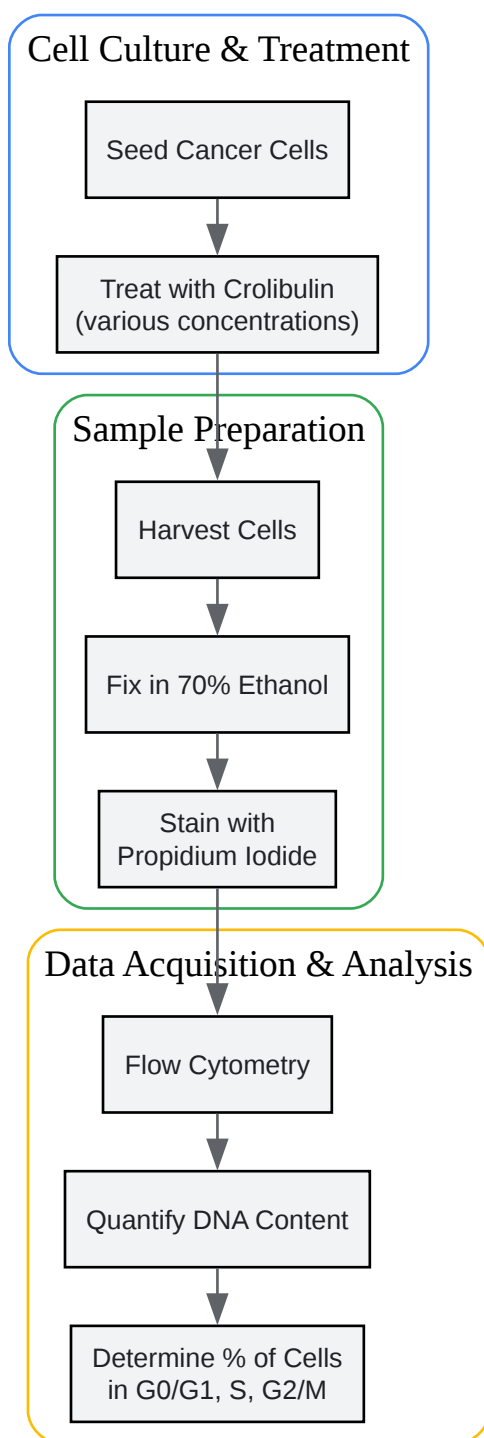 Cell Culture & Treatment
Seed Cancer Cells
Treat with Crolibulin
(various concentrations)
Sample Preparation
Harvest Cells
Fix in 70% Ethanol
Stain with
Propidium Iodide
Data Acquisition & Analysis
Flow Cytometry
Quantify DNA Content
Determine % of Cells
in G0/G1, S, G2/M